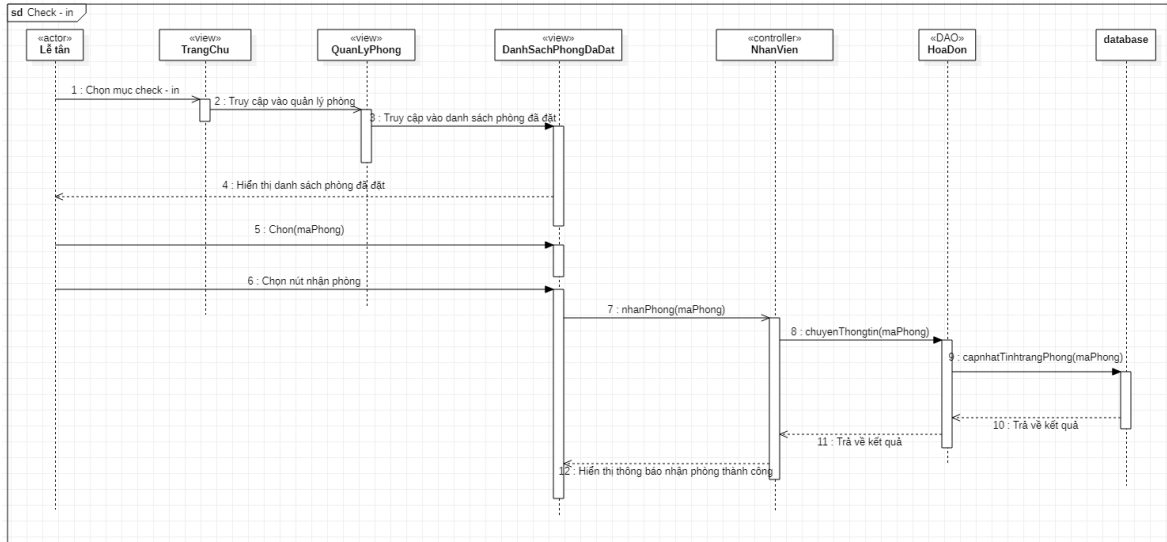 sd Check - in
«actor»
Lễ tân
«view»
TrangChu
«view»
QuanLyPhong
«view»
DanhSachPhongDaDat
«controller»
NhanVien
«DAO»
HoaDon
database
1 : Chọn mục check - in
2 : Truy cập vào quản lý phòng
3 : Truy cập vào danh sách phòng đã đặt
4 : Hiển thị danh sách phòng đã đặt
5 : Chon(maPhong)
6 : Chọn nút nhận phòng
7 : nhanPhong(maPhong)
8 : chuyenThongtin(maPhong)
9 : capnhatTinhtrangPhong(maPhong)
10 : Trả về kết quả
11 : Trả về kết quả
12 : Hiển thị thông báo nhận phòng thành công